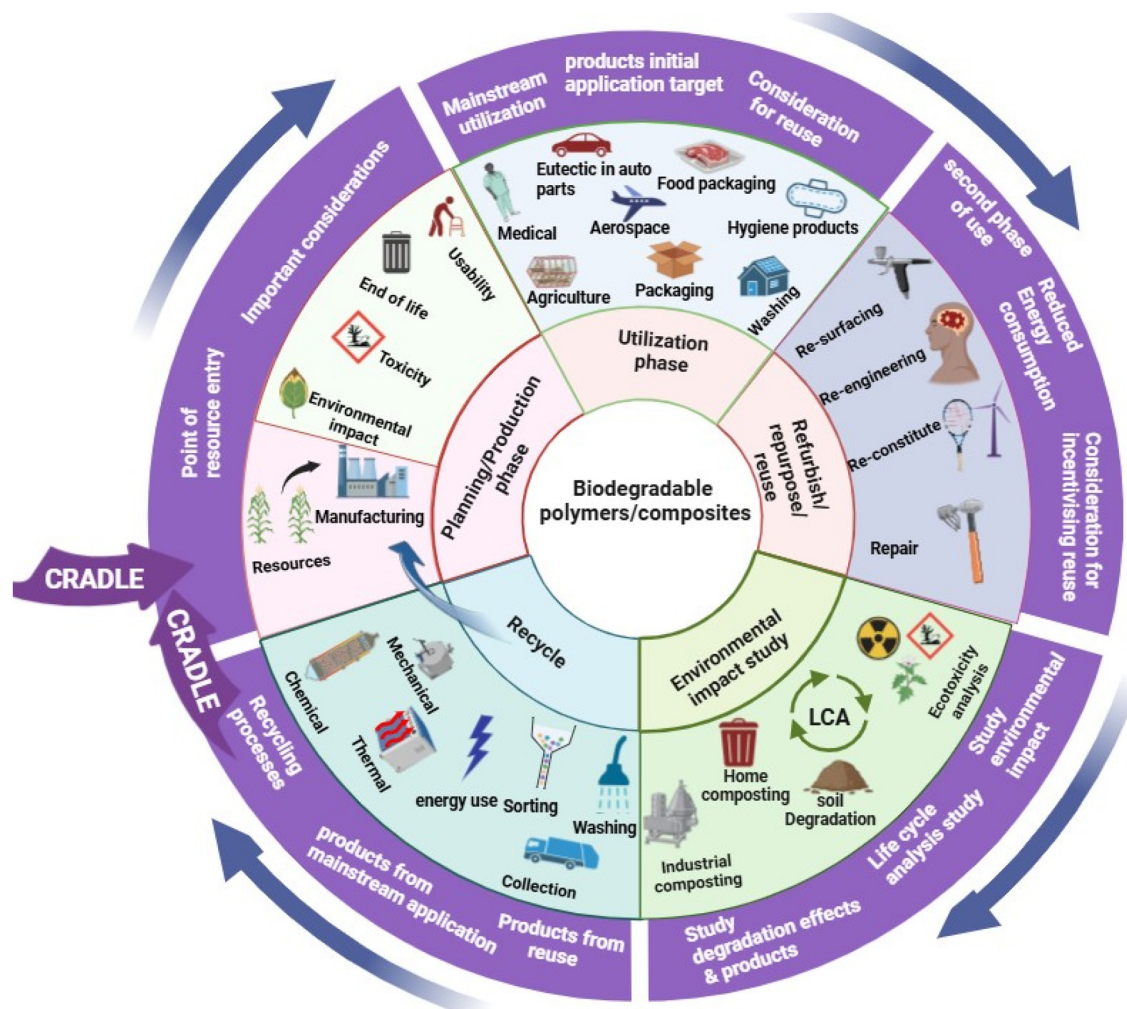 Mainstream
utilization
products initial
application target
Consideration
for reuse
second phase
of use
Reduced
Energy
consumption
Consideration for
incentivising reuse
Study
environmental
impact
Life cycle
analysis study
Study
degradation effects
& products
Products from
reuse
products from
mainstream application
Recycling
processes
CRADLE
CRADLE
Point of
resource entry
Important considerations
Eutectic in auto
parts
Food packaging
Medical
Aerospace
Hygiene products
Agriculture
Packaging
Washing
Utilization
phase
Re-surfacing
Re-engineering
Re-constitute
Repair
Refurbish/
repurpose/
reuse
Ecotoxicity
analysis
LCA
Home
composting
soil
Degradation
Industrial
composting
Environmental
impact study
Recycle
Mechanical
Chemical
Thermal
energy use
Sorting
Washing
Collection
Usability
End of life
Toxicity
Environmental
impact
Manufacturing
Resources
Planning/Production
phase
Biodegradable
polymers/composites